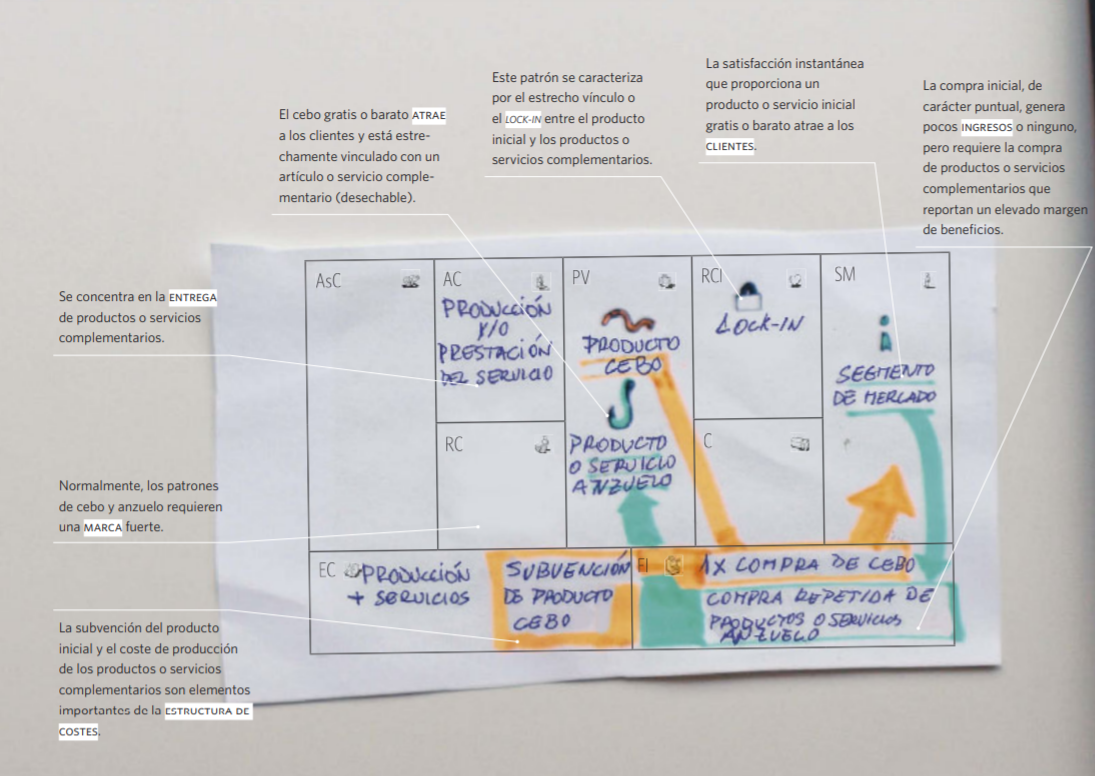 El cebo gratis o barato ATRAE
a los clientes y está estre-
chamente vinculado con un
artículo o servicio comple-
mentario (desechable).
Este patrón se caracteriza
por el estrecho vínculo o
el LOCK-IN entre el producto
inicial y los productos o
servicios complementarios.
La satisfacción instantánea
que proporciona un
producto o servicio inicial
gratis o barato atrae a los
CLIENTES.
La compra inicial, de
carácter puntual, genera
pocos INGRESOS o ninguno,
pero requiere la compra
de productos o servicios
complementarios que
reportan un elevado margen
de beneficios.
Se concentra en la ENTREGA
de productos o servicios
complementarios.
Normalmente, los patrones
de cebo y anzuelo requieren
una MARCA fuerte.
La subvención del producto
inicial y el coste de producción
de los productos o servicios
complementarios son elementos
importantes de la ESTRUCTURA DE
COSTES.
AsC
AC
PRODUCCIÓN
Y/O
PRESTACIÓN
DEL SERVICIO
RC
PV
PRODUCTO
CEBO
PRODUCTO
O SERVICIO
ANZUELO
RCl
LOCK-IN
C
SM
SEGMENTO
DE MERCADO
EC
PRODUCCIÓN
+ SERVICIOS
SUBVENCIÓN
DE PRODUCTO
CEBO
FI
1X COMPRA DE CEBO
COMPRA REPETIDA DE
PRODUCTOS O SERVICIOS
ANZUELO